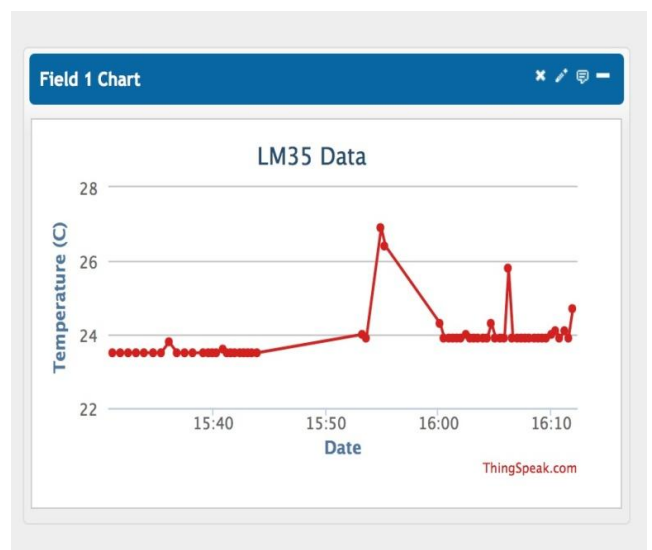 Field 1 Chart
LM35 Data
28
26
24
22
Temperature (C)
15:40 15:50 16:00 16:10
Date
ThingSpeak.com